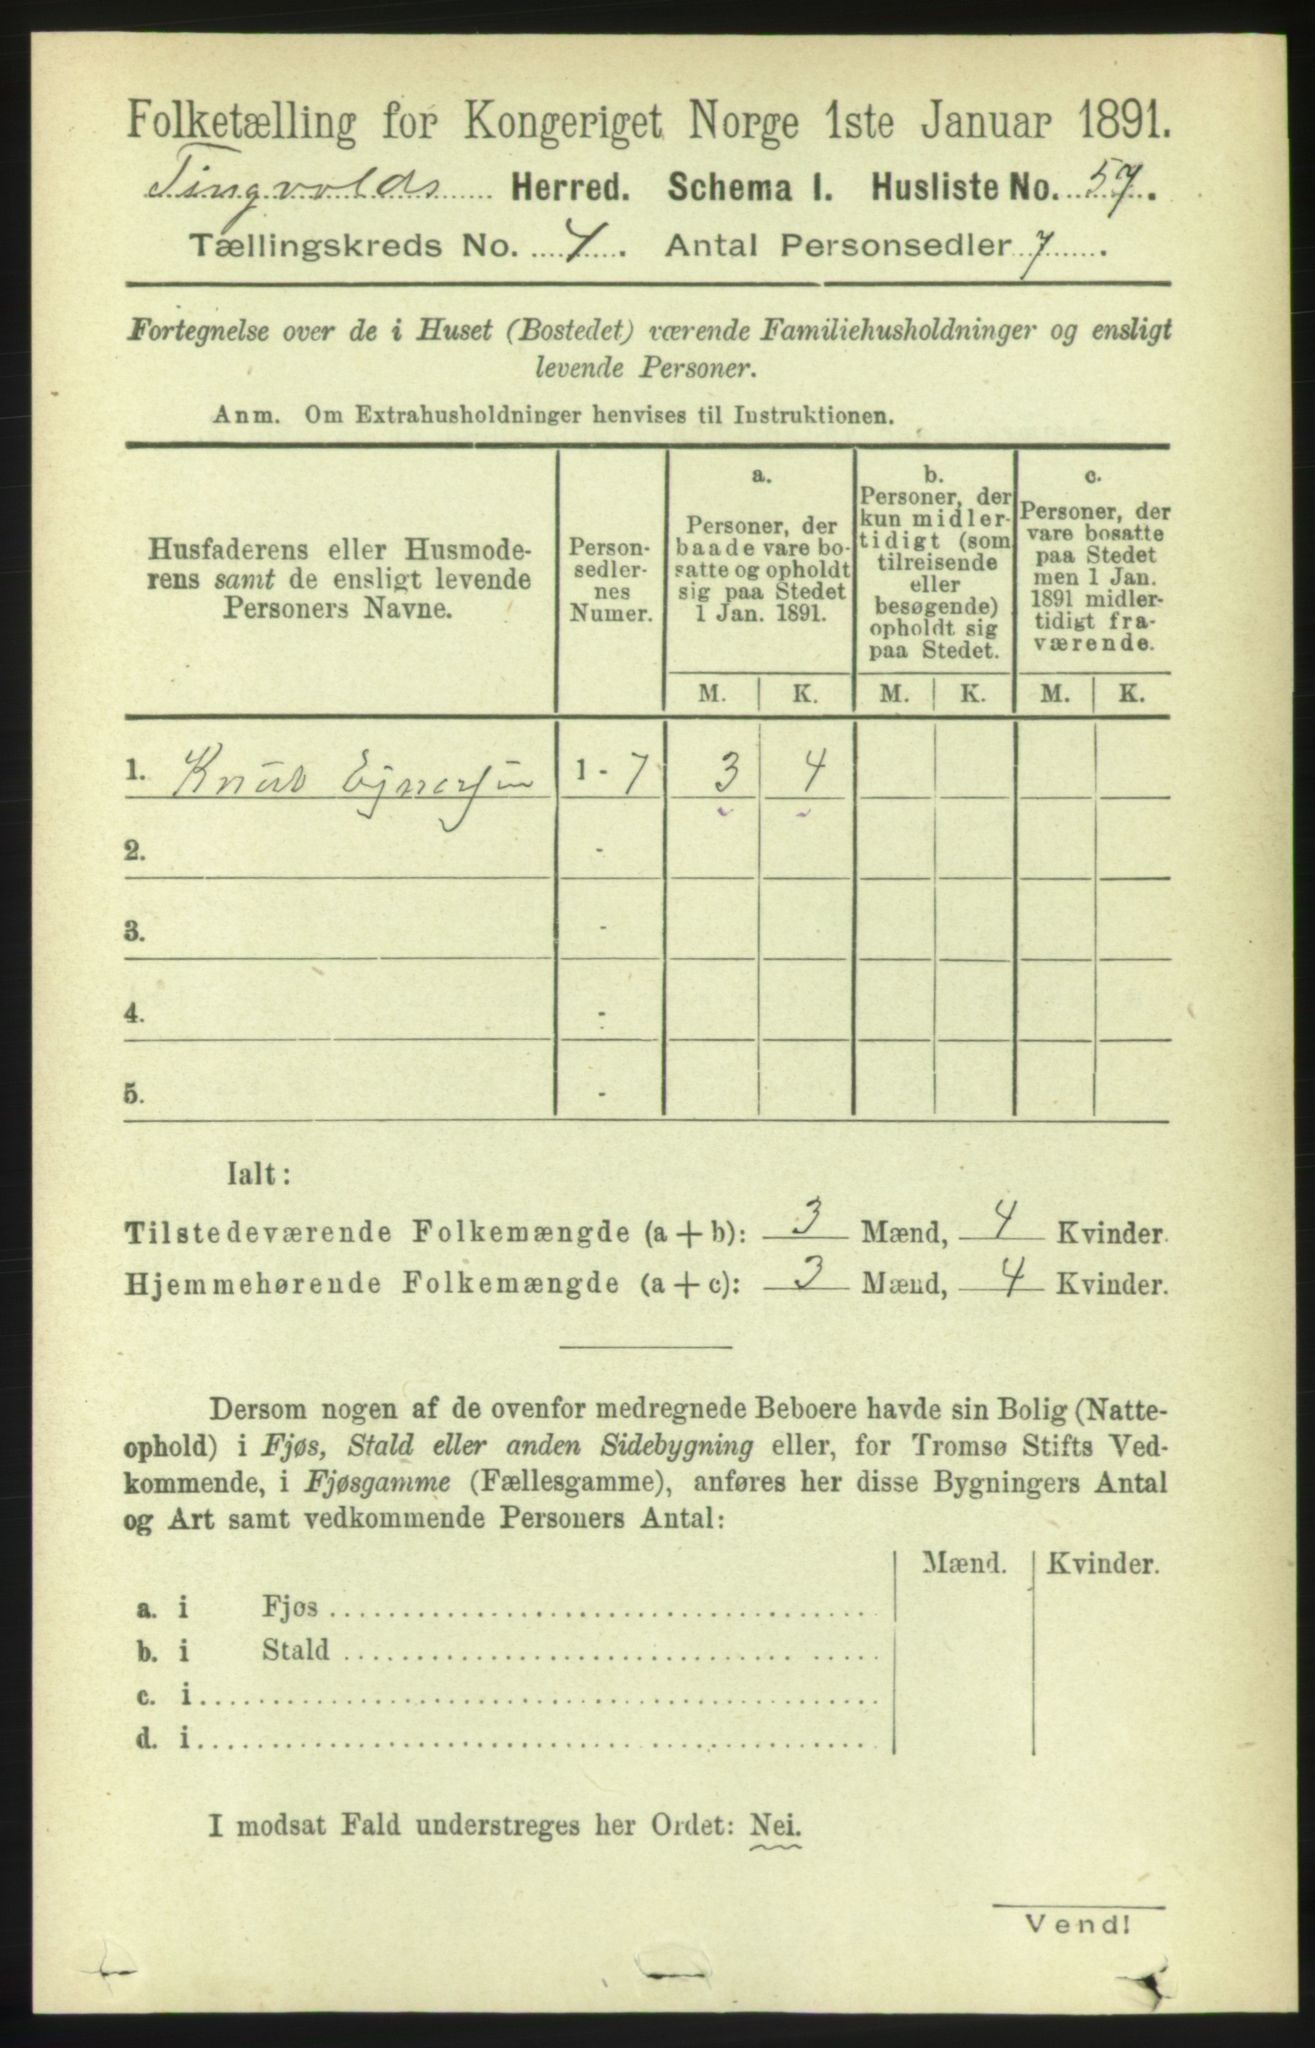 Folketælling for Kongeriget Norge 1ste Januar 1891.
Tingvolds Herred. Schema I. Husliste No. 57.
Tællingskreds No. 4. Antal Personsedler 7.
Fortegnelse over de i Huset (Bostedet) værende Familiehusholdninger og ensligt
levende Personer.
Anm. Om Extrahusholdninger henvises til Instruktionen.
Husfaderens eller Husmode-
rens samt de ensligt levende
Personers Navne.
Person-
sedler-
nes
Numer.
a.
Personer, der
baade vare bo-
satte og opholdt
sig paa Stedet
1 Jan. 1891.
b.
Personer, der
kun midler-
tidigt (som
tilreisende
eller
besøgende)
opholdt sig
paa Stedet.
c.
Personer, der
vare bosatte
paa Stedet
men 1 Jan.
1891 midler-
tidigt fra-
værende.
M. K. M. K. M. K.
1. Knut 1 - 7 3 4
2. -
3. -
4. -
5. -
Ialt:
Tilstedeværende Folkemængde (a + b): 3 Mænd, 4 Kvinder.
Hjemmehørende Folkemængde (a + c): 3 Mænd, 4 Kvinder.
Dersom nogen af de ovenfor medregnede Beboere havde sin Bolig (Natte-
ophold) i Fjøs, Stald eller anden Sidebygning eller, for Tromsø Stifts Ved-
kommende, i Fjøsgamme (Fællesgamme), anføres her disse Bygningers Antal
og Art samt vedkommende Personers Antal:
Mænd. Kvinder.
a. i Fjøs
b. i Stald
c. i
d. i
I modsat Fald understreges her Ordet: Nei.
Vend!